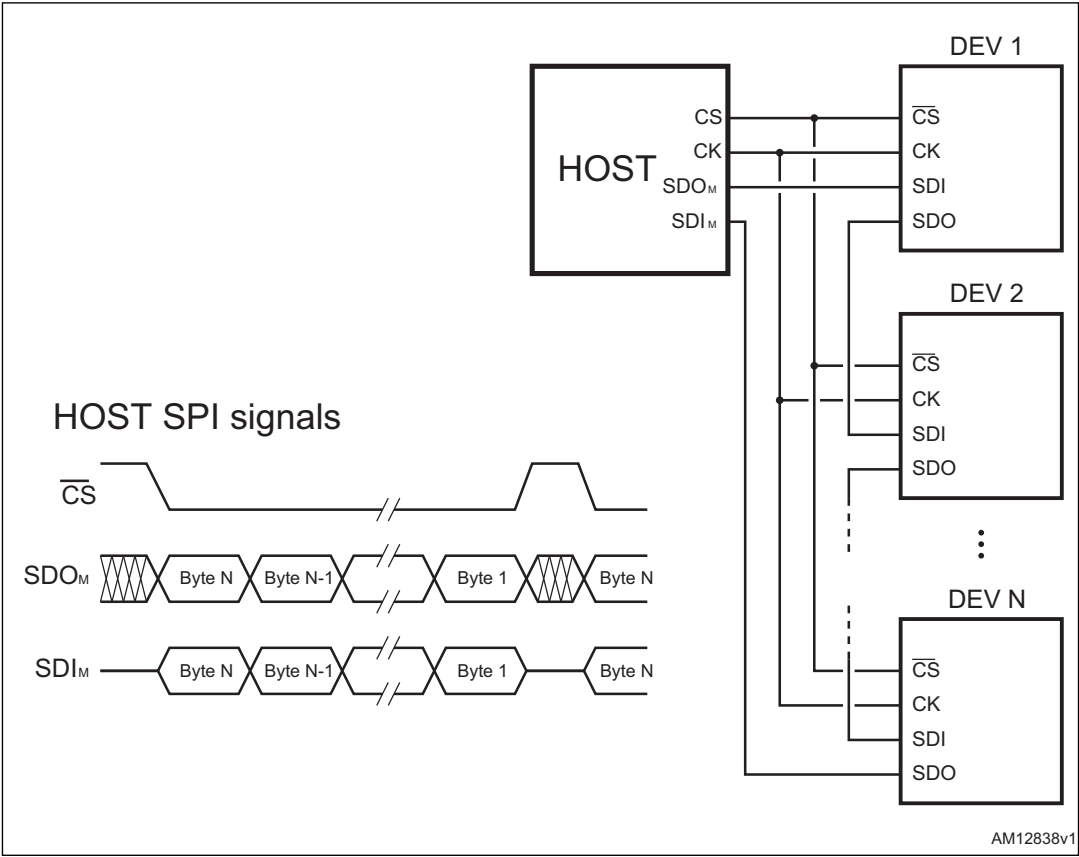 DEV 1
HOST
CS
CK
SDOM
SDIM
CS
CK
SDI
SDO
DEV 2
CS
CK
SDI
SDO
DEV N
CS
CK
SDI
SDO
HOST SPI signals
CS
SDOM Byte N Byte N-1 Byte 1 Byte N
SDIM Byte N Byte N-1 Byte 1 Byte N
AM12838v1